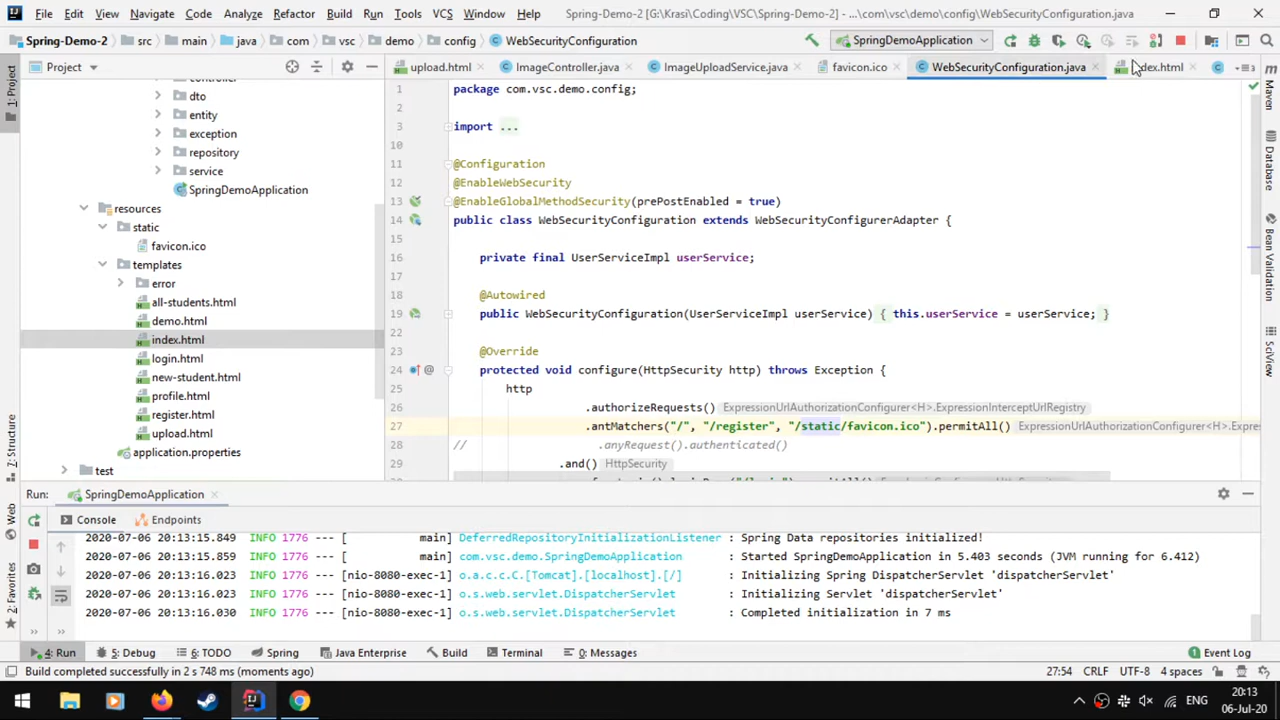 File Edit View Navigate Code Analyze Refactor Build Run Tools VCS Window Help Spring-Demo-2 [G:\Krasi\Coding\VSC\Spring-Demo-2] - ...\com\vsc\demo\config\WebSecurityConfiguration.java
Spring-Demo-2 src main java com vsc demo config WebSecurityConfiguration SpringDemoApplication
Project upload.html ImageController.java ImageUploadService.java favicon.ico WebSecurityConfiguration.java
1: Project
dto
entity
exception
repository
service
SpringDemoApplication
resources
static
favicon.ico
templates
error
all-students.html
demo.html
index.html
login.html
new-student.html
profile.html
register.html
upload.html
application.properties
test
1 package com.vsc.demo.config;
2
3 import ...
10
11 @Configuration
12 @EnableWebSecurity
13 @EnableGlobalMethodSecurity(prePostEnabled = true)
14 public class WebSecurityConfiguration extends WebSecurityConfigurerAdapter {
15
16 private final UserServiceImpl userService;
17
18 @Autowired
19 public WebSecurityConfiguration(UserServiceImpl userService) { this.userService = userService; }
22
23 @Override
24 protected void configure(HttpSecurity http) throws Exception {
25 http
26 .authorizeRequests() ExpressionUrlAuthorizationConfigurer<H>.ExpressionInterceptUrlRegistry
27 .antMatchers("/", "/register", "/static/favicon.ico").permitAll() ExpressionUrlAuthorizationConfigurer<H>.Expres
28 // .anyRequest().authenticated()
29 .and() HttpSecurity
Maven
Database
Bean Validation
SciView
Z: Structure
Web
2: Favorites
Run: SpringDemoApplication
Console Endpoints
2020-07-06 20:13:15.849 INFO 1776 --- [ main] DeferredRepositoryInitializationListener : Spring Data repositories initialized!
2020-07-06 20:13:15.859 INFO 1776 --- [ main] com.vsc.demo.SpringDemoApplication : Started SpringDemoApplication in 5.403 seconds (JVM running for 6.412)
2020-07-06 20:13:16.023 INFO 1776 --- [nio-8080-exec-1] o.a.c.c.C.[Tomcat].[localhost].[/] : Initializing Spring DispatcherServlet 'dispatcherServlet'
2020-07-06 20:13:16.023 INFO 1776 --- [nio-8080-exec-1] o.s.web.servlet.DispatcherServlet : Initializing Servlet 'dispatcherServlet'
2020-07-06 20:13:16.030 INFO 1776 --- [nio-8080-exec-1] o.s.web.servlet.DispatcherServlet : Completed initialization in 7 ms
4: Run 5: Debug 6: TODO Spring Java Enterprise Build Terminal 0: Messages Event Log
Build completed successfully in 2 s 748 ms (moments ago) 27:54 CRLF UTF-8 4 spaces
ENG 20:13
06-Jul-20